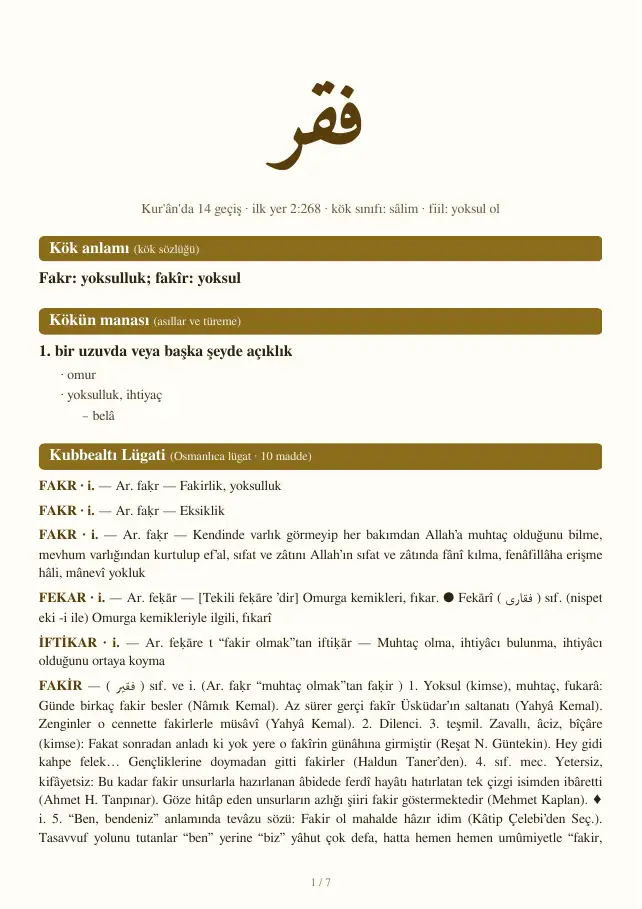 فقر
Kur'ân'da 14 geçiş · ilk yer 2:268 · kök sınıfı: sâlim · fiil: yoksul ol
Kök anlamı (kök sözlüğü)
Fakr: yoksulluk; fakîr: yoksul
Kökün manası (asıllar ve türeme)
1. bir uzuvda veya başka şeyde açıklık
· omur
· yoksulluk, ihtiyaç
– belâ
Kubbealtı Lügati (Osmanlıca lügat · 10 madde)
FAKR · i. — Ar. faḳr — Fakirlik, yoksulluk
FAKR · i. — Ar. faḳr — Eksiklik
FAKR · i. — Ar. faḳr — Kendinde varlık görmeyip her bakımdan Allah'a muhtaç olduğunu bilme,
mevhum varlığından kurtulup ef'al, sıfat ve zâtını Allah'ın sıfat ve zâtında fânî kılma, fenâfillâha erişme
hâli, mânevî yokluk
FEKAR · i. — Ar. feḳār — [Tekili feḳāre 'dir] Omurga kemikleri, fıkar. ● Fekārî ( فقارى ) sıf. (nispet
eki -i ile) Omurga kemikleriyle ilgili, fıkarî
İFTİKAR · i. — Ar. feḳāre t “fakir olmak”tan iftiḳār — Muhtaç olma, ihtiyâcı bulunma, ihtiyâcı
olduğunu ortaya koyma
FAKİR — ( فقير ) sıf. ve i. (Ar. faḳr “muhtaç olmak”tan faḳіr ) 1. Yoksul (kimse), muhtaç, fukarâ:
Günde birkaç fakir besler (Nâmık Kemal). Az sürer gerçi fakîr Üsküdar'ın saltanatı (Yahyâ Kemal).
Zenginler o cennette fakirlerle müsâvî (Yahyâ Kemal). 2. Dilenci. 3. teşmil. Zavallı, âciz, bîçâre
(kimse): Fakat sonradan anladı ki yok yere o fakîrin günâhına girmiştir (Reşat N. Güntekin). Hey gidi
kahpe felek… Gençliklerine doymadan gitti fakirler (Haldun Taner'den). 4. sıf. mec. Yetersiz,
kifâyetsiz: Bu kadar fakir unsurlarla hazırlanan âbidede ferdî hayâtı hatırlatan tek çizgi isimden ibâretti
(Ahmet H. Tanpınar). Göze hitâp eden unsurların azlığı şiiri fakir göstermektedir (Mehmet Kaplan). ♦
i. 5. “Ben, bendeniz” anlamında tevâzu sözü: Fakir ol mahalde hâzır idim (Kâtip Çelebi'den Seç.).
Tasavvuf yolunu tutanlar “ben” yerine “biz” yâhut çok defa, hatta hemen hemen umûmiyetle “fakir,
1 / 7